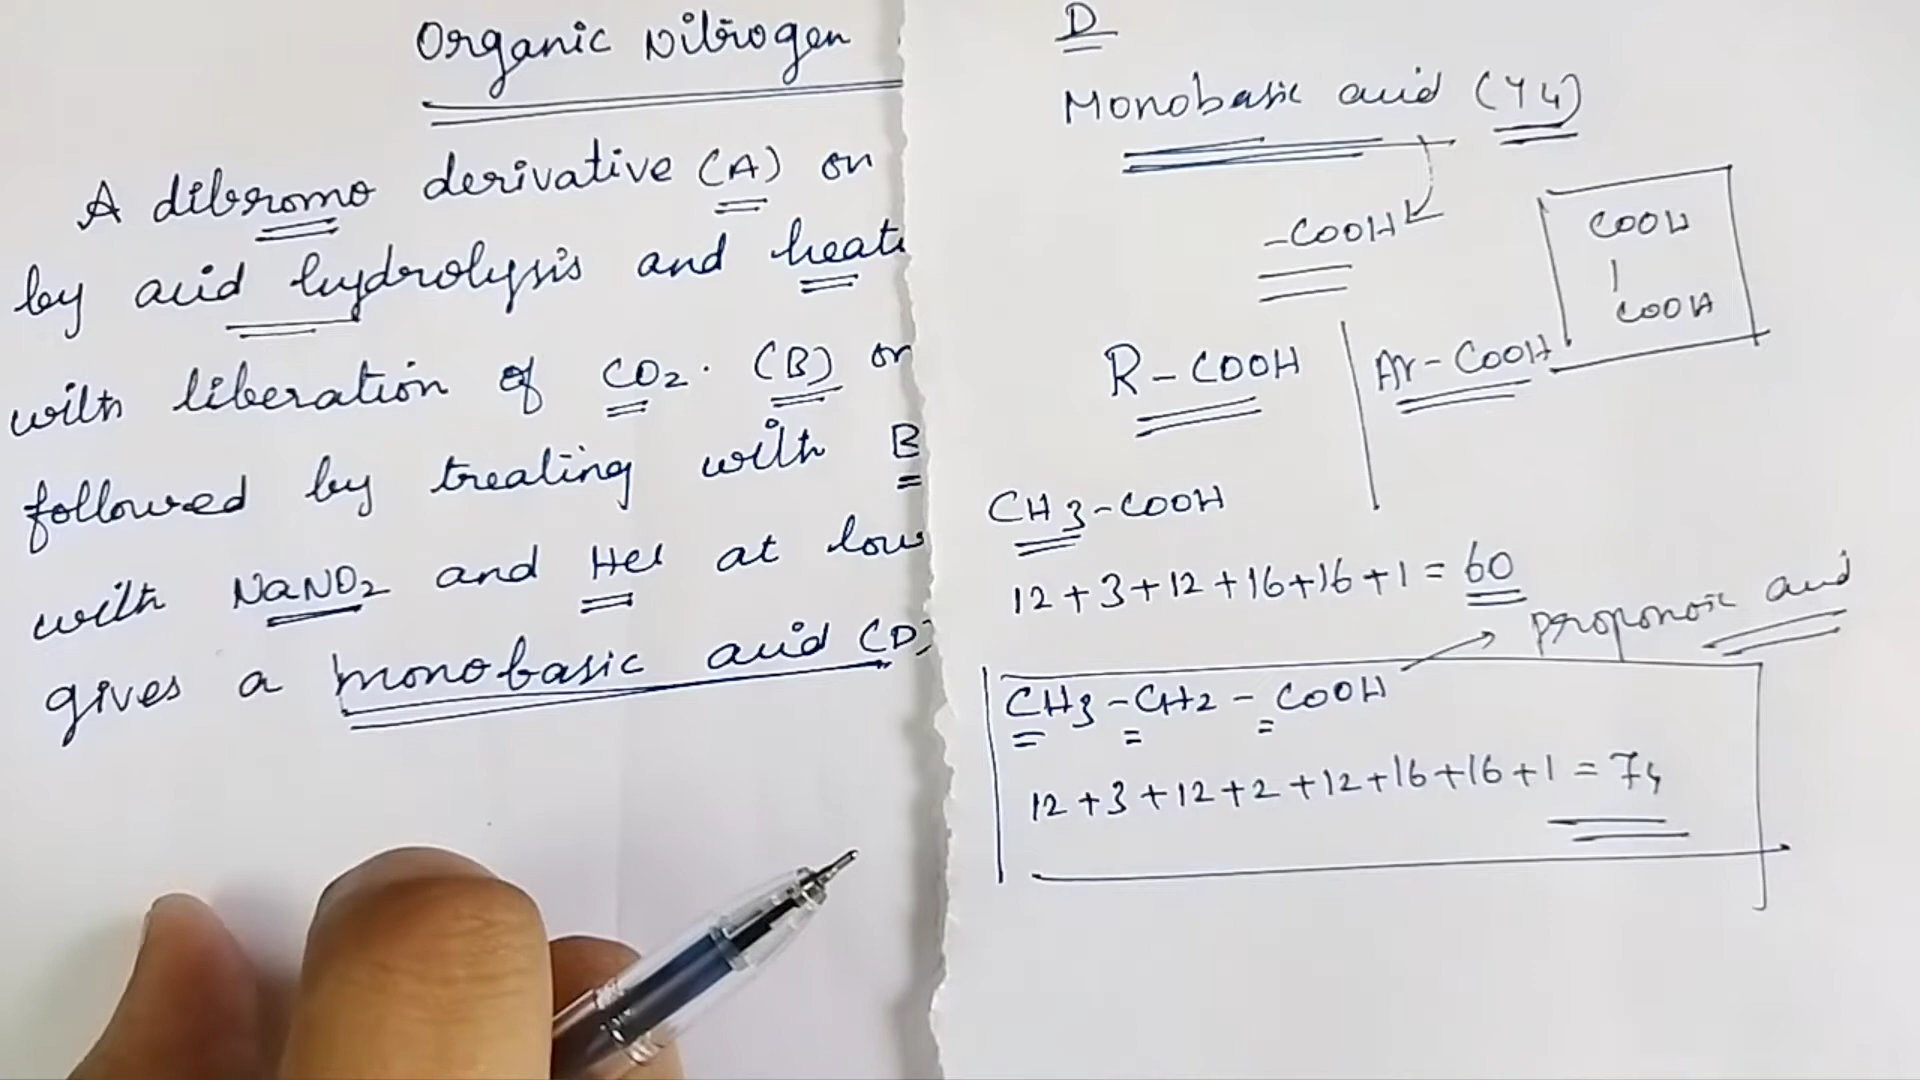 Organic Nitrogen
A dibromo derivative (A) on
by acid hydrolysis and heati
with liberation of CO2. (B) on
followed by treating with B
with NaNO2 and Hcl at low
gives a monobasic acid (D)
D
Monobasic acid (74)
-COOH
COOH
|
COOH
R-COOH
Ar-COOH
CH3-COOH
12+3+12+16+16+1=60
proponoic acid
CH3-CH2-COOH
12+3+12+2+12+16+16+1=74